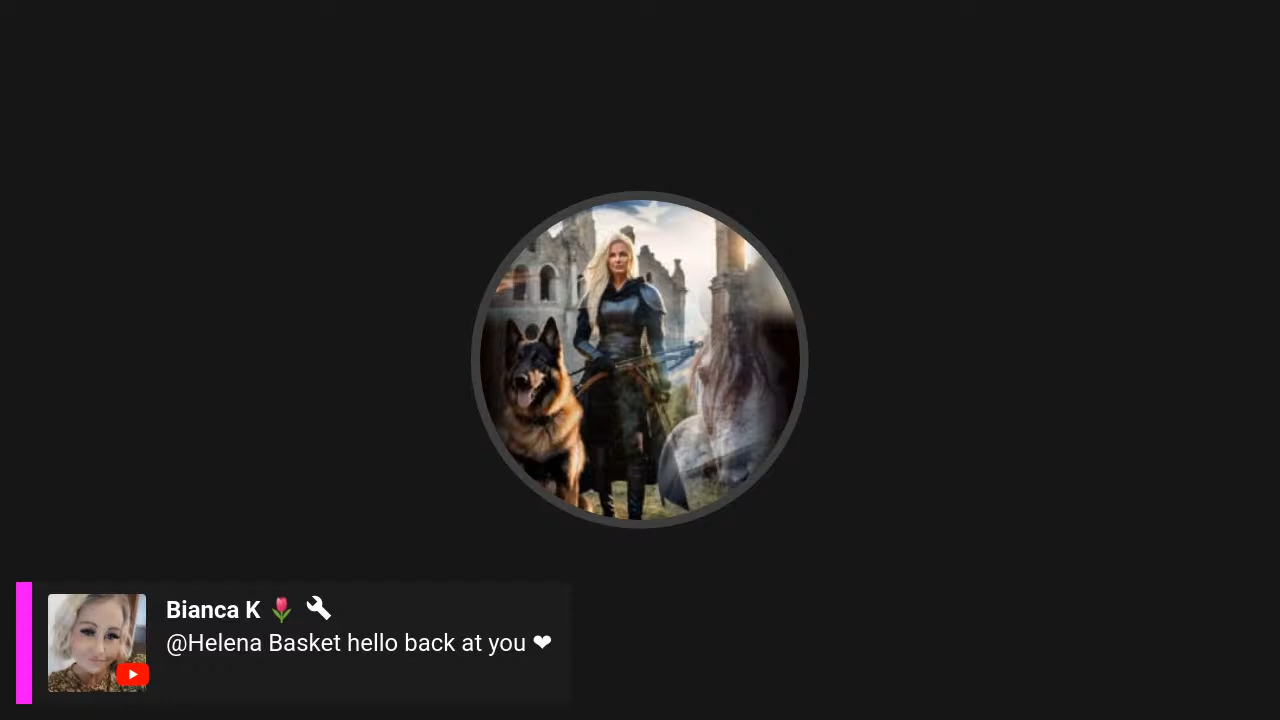 Bianca K 🌷 🔧
@Helena Basket hello back at you ❤